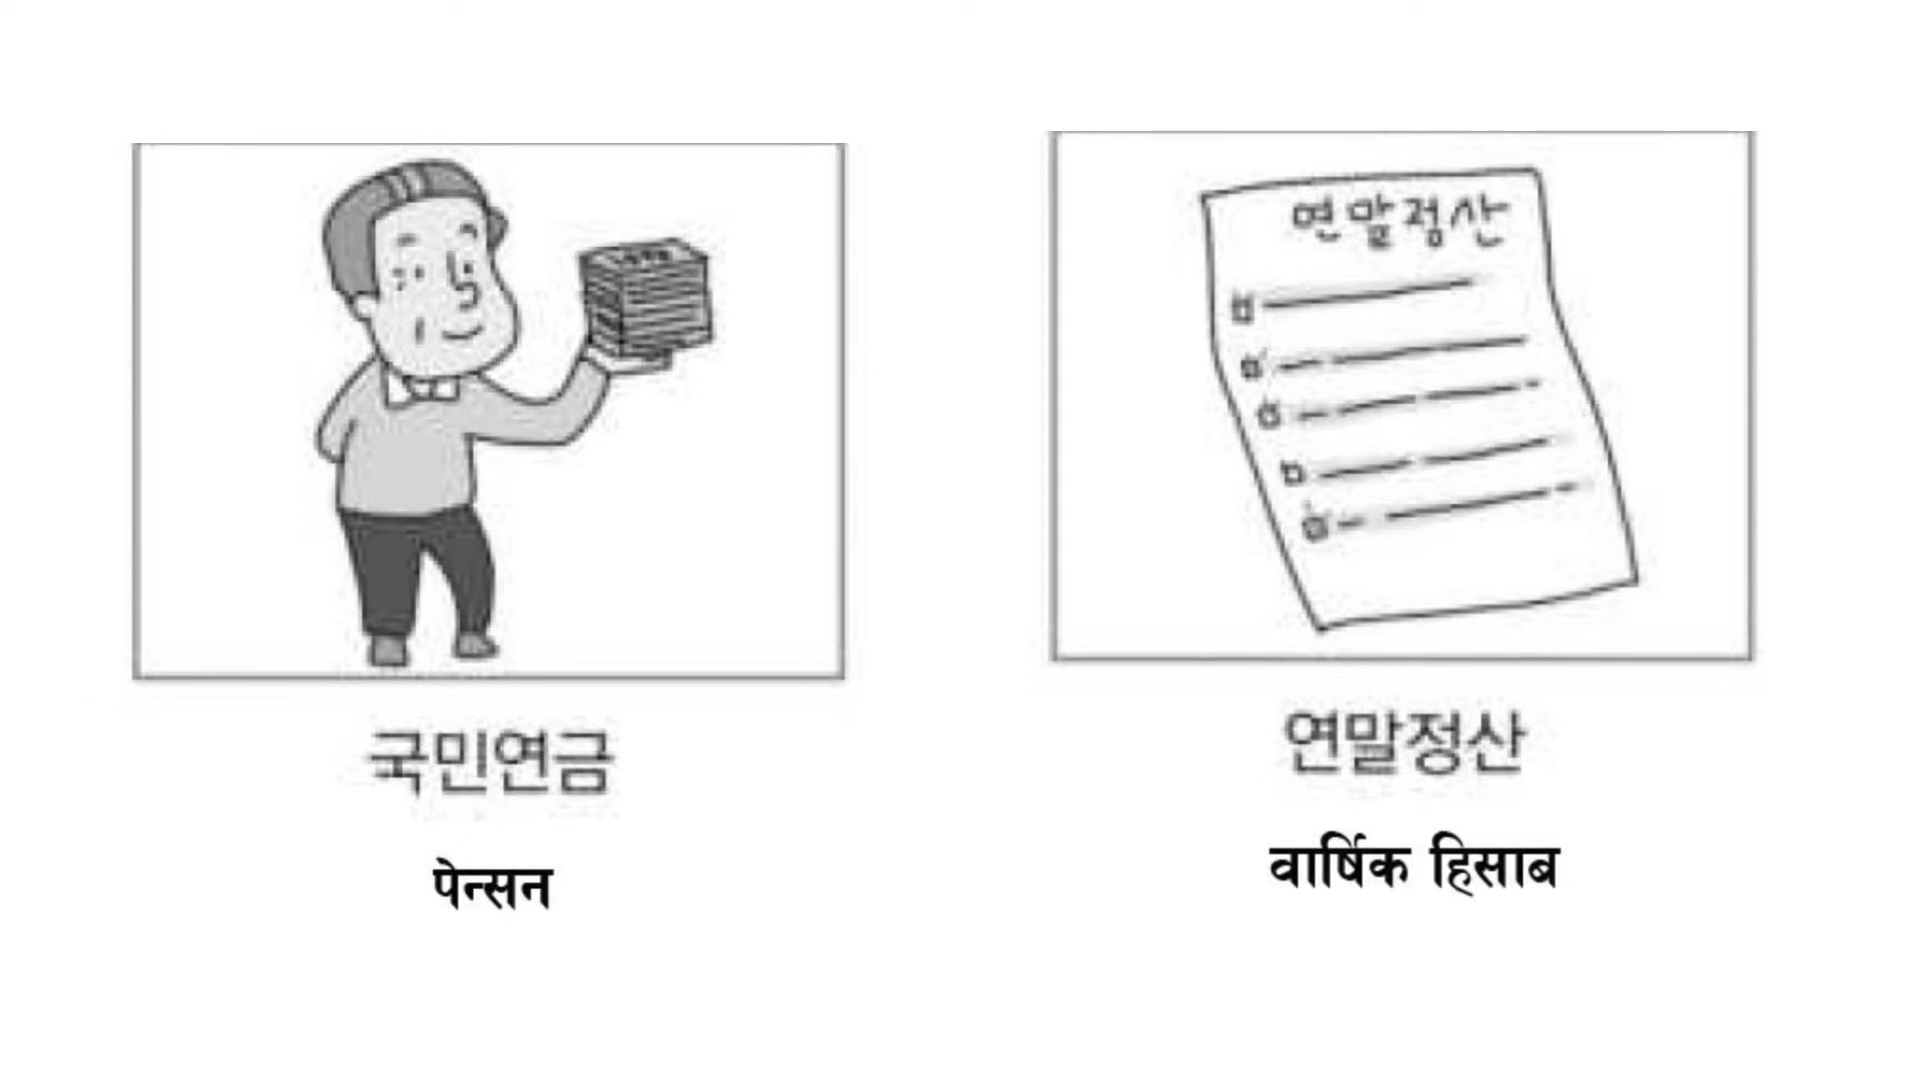 연말정산
국민연금
연말정산
पेन्सन
वार्षिक हिसाब